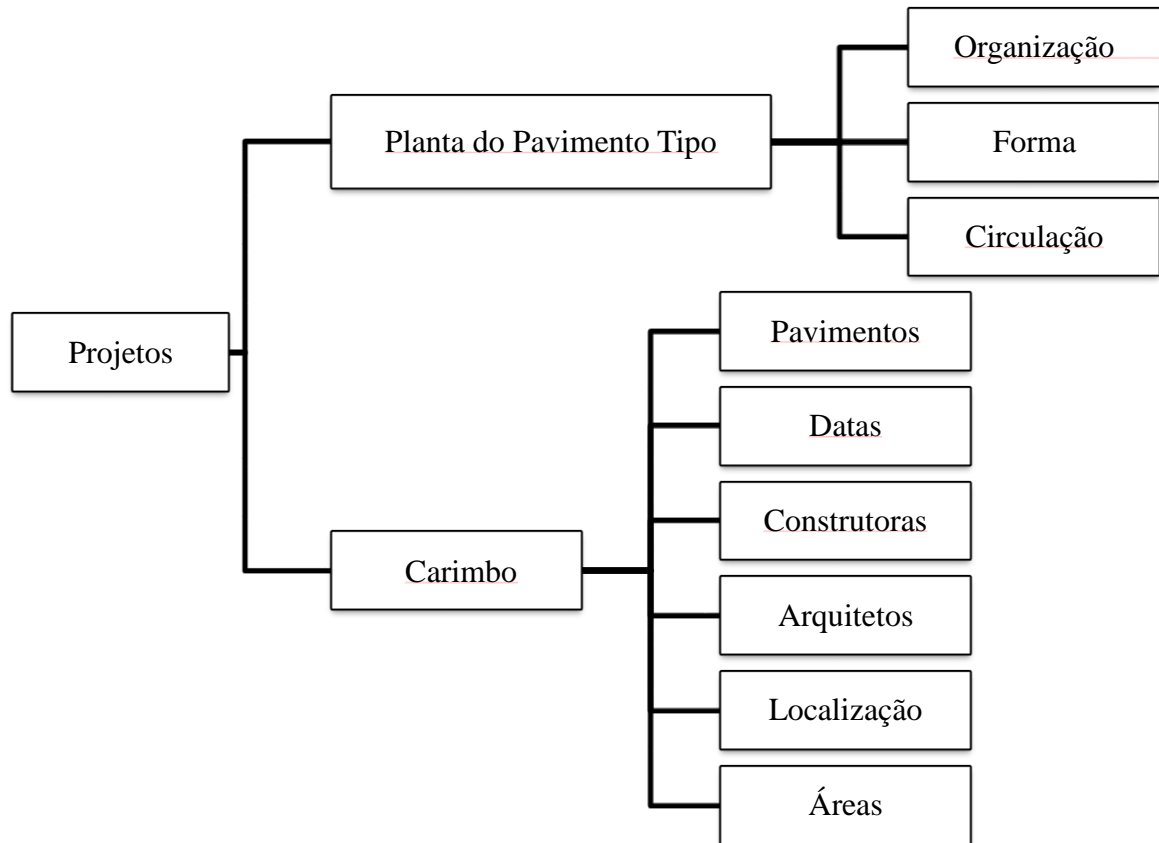 Organização
Planta do Pavimento Tipo
Forma
Circulação
Projetos
Pavimentos
Datas
Construtoras
Carimbo
Arquitetos
Localização
Áreas